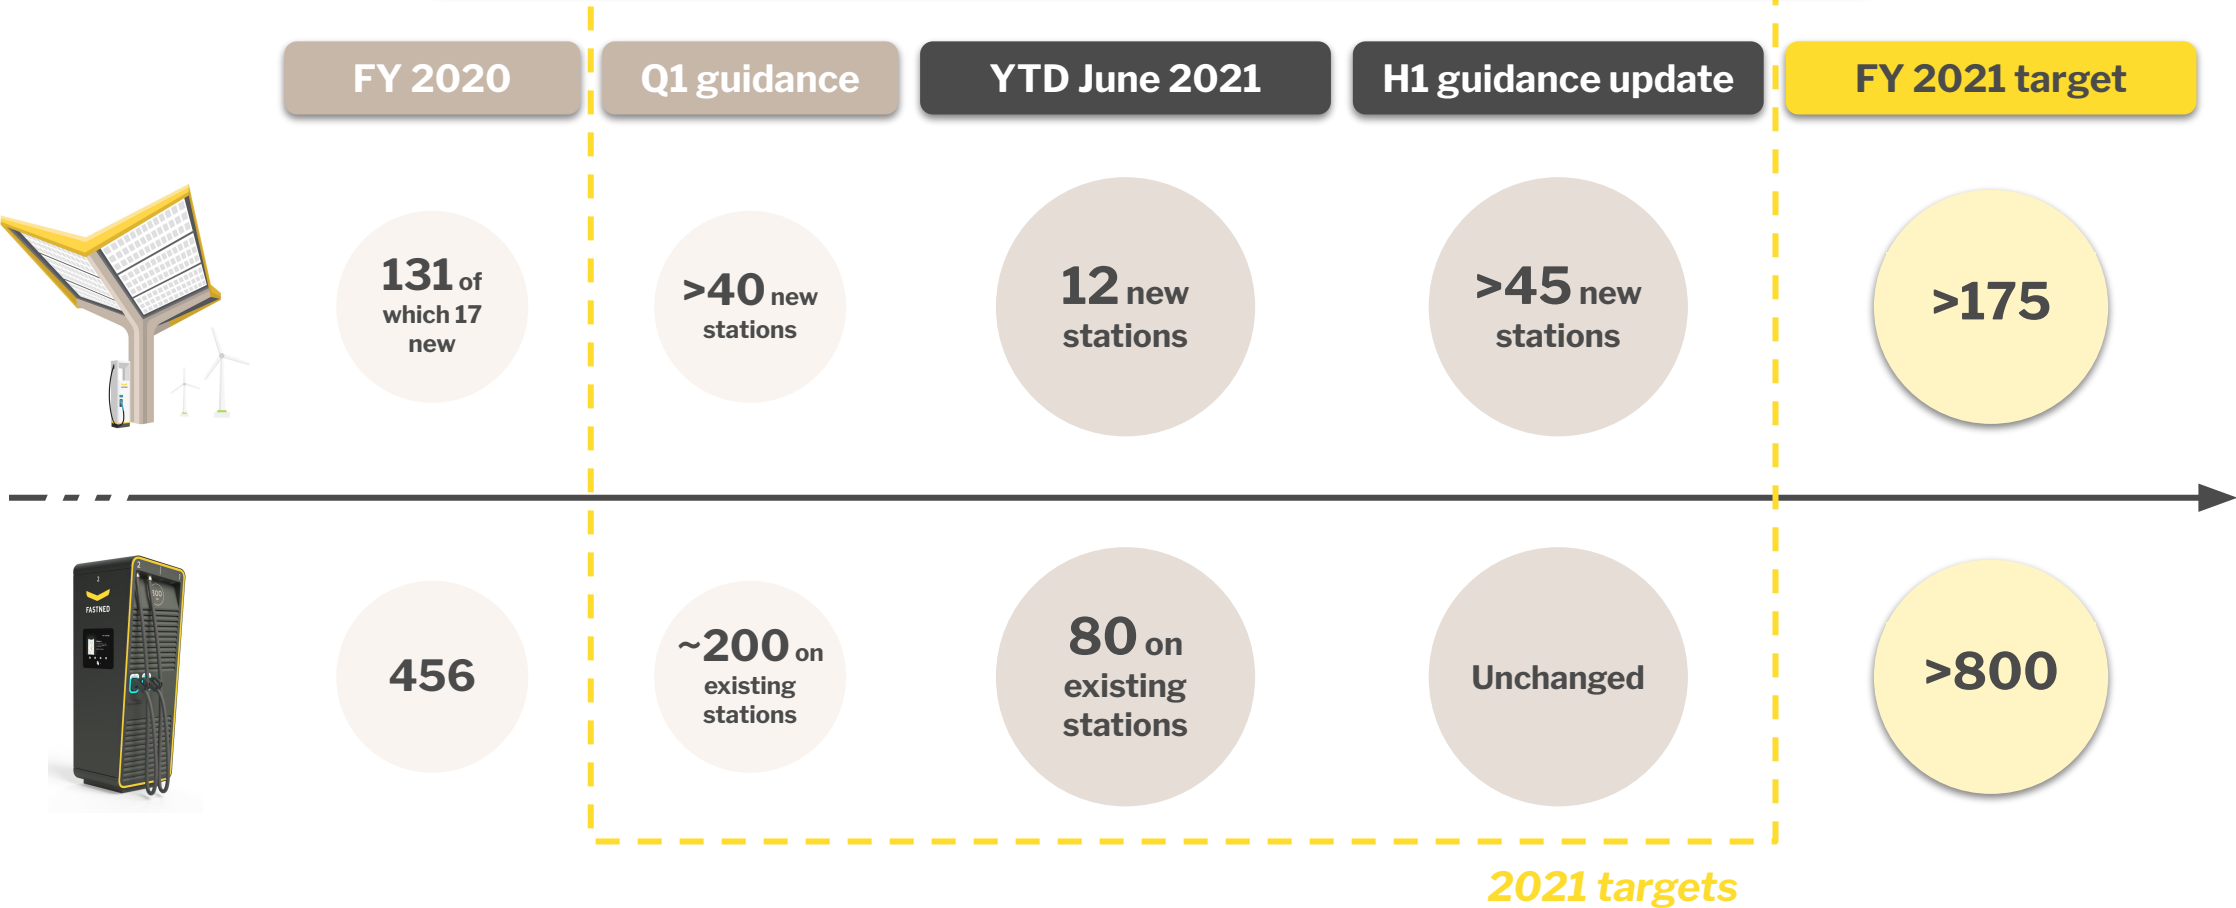 FY 2020
Q1 guidance
YTD June 2021
H1 guidance update
FY 2021 target
131 of
which 17
new
>40 new
stations
12 new
stations
>45 new
stations
>175
FASTNED
456
~200 on
existing
stations
80 on
existing
stations
Unchanged
>800
2021 targets